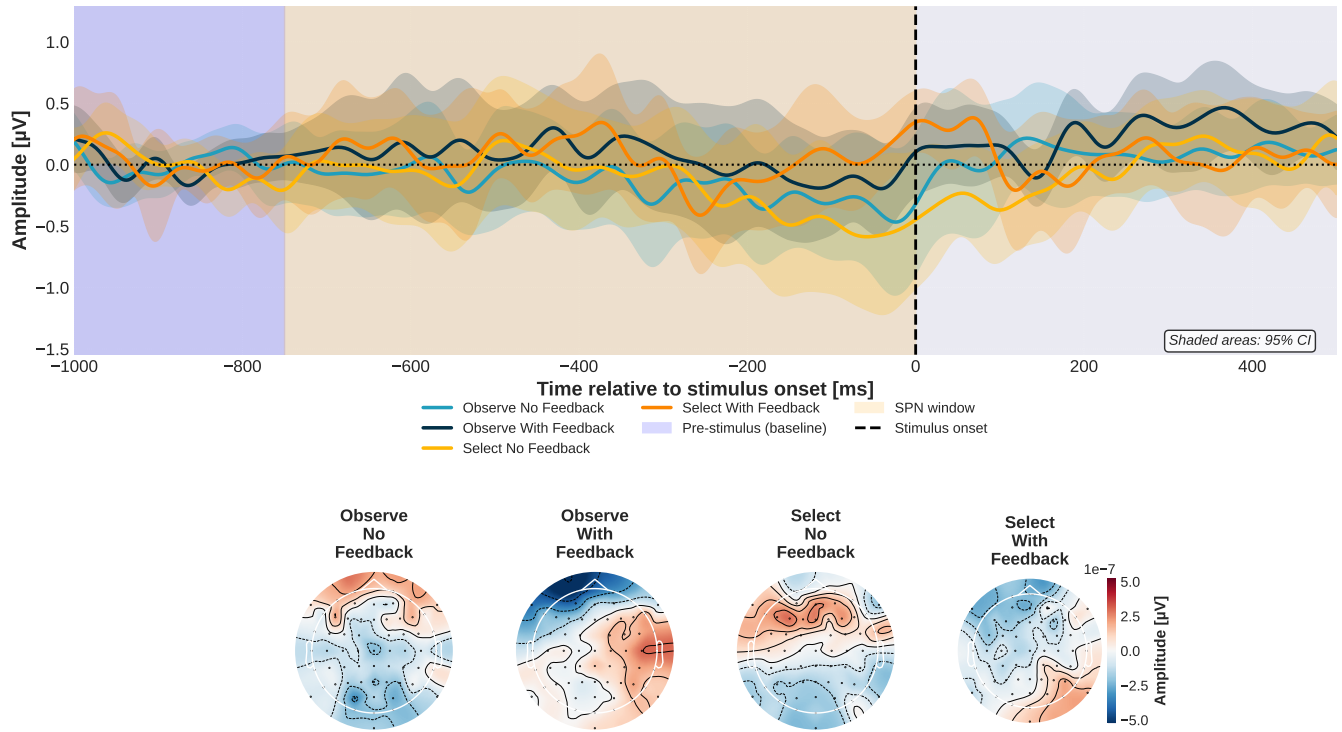 1.0
0.5
0.0
−0.5
−1.0
−1.5
Amplitude [µV]
Shaded areas: 95% CI
−1000
−800
−600
−400
−200
0
200
400
Time relative to stimulus onset [ms]
Observe No Feedback
Observe With Feedback
Select No Feedback
Select With Feedback
Pre-stimulus (baseline)
SPN window
Stimulus onset
Observe
No
Feedback
Observe
With
Feedback
Select
No
Feedback
Select
With
Feedback
1e−7
5.0
2.5
0.0
−2.5
−5.0
Amplitude [µV]